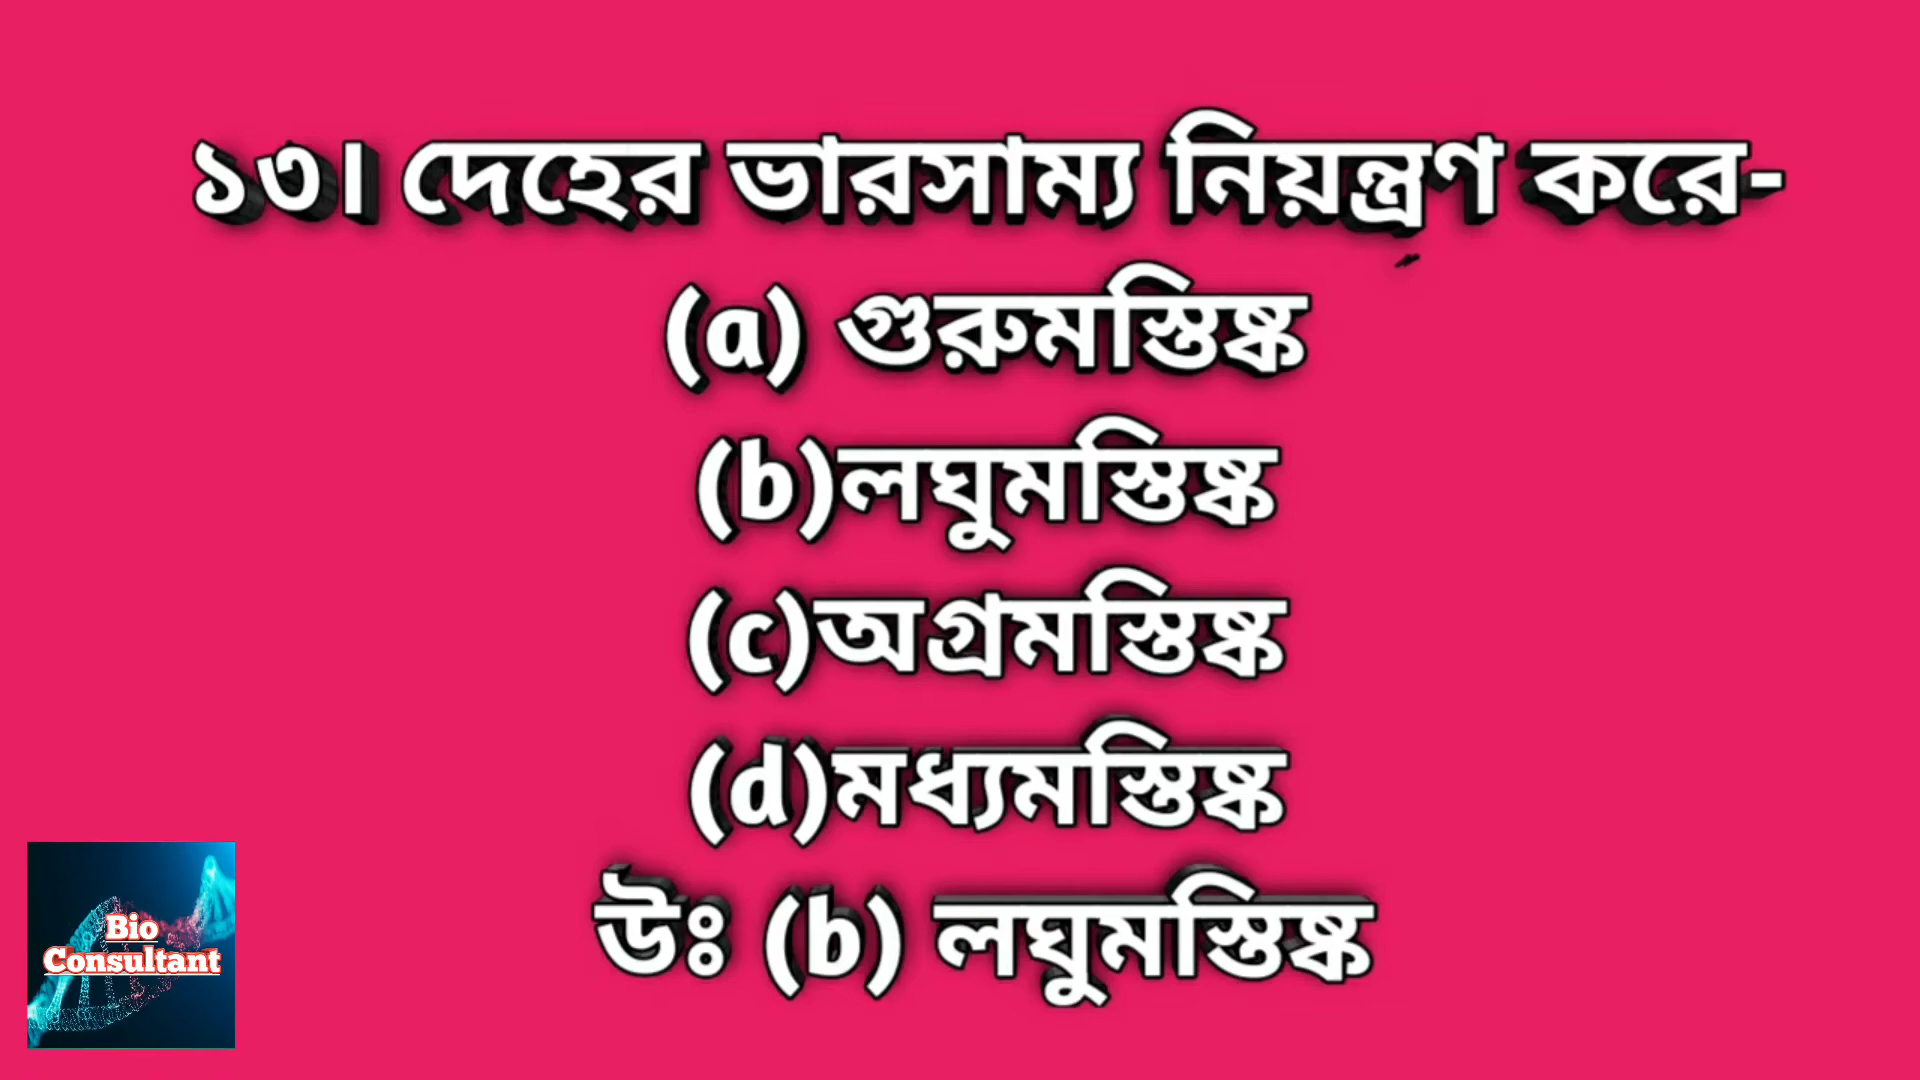 ১৩। দেহের ভারসাম্য নিয়ন্ত্রণ করে-
(a) গুরুমস্তিষ্ক
(b)লঘুমস্তিষ্ক
(c)অগ্রমস্তিষ্ক
(d)মধ্যমস্তিষ্ক
উঃ (b) লঘুমস্তিষ্ক
Bio
Consultant